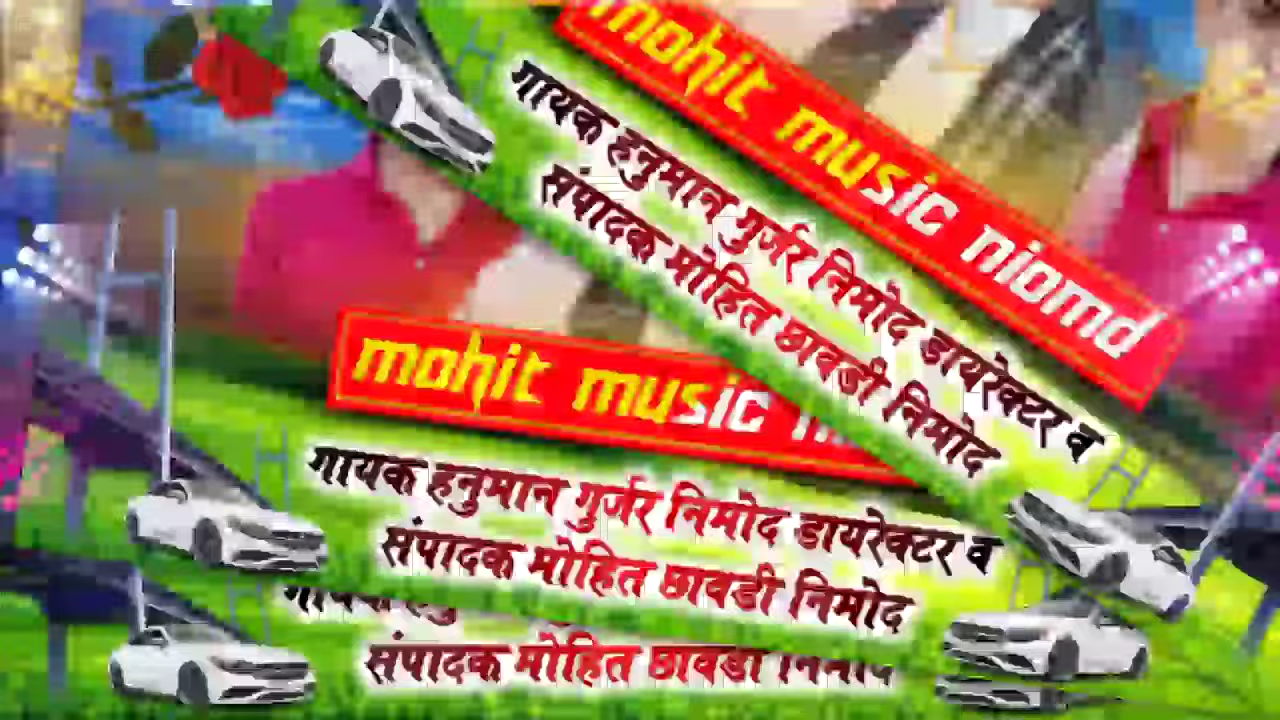 mohit music niomd
गायक हनुमान गुर्जर निमोद डायरेक्टर व
संपादक मोहित छावडी निमोद
mohit music
गायक हनुमान गुर्जर निमोद डायरेक्टर व
संपादक मोहित छावडी निमोद
संपादक मोहित छावडी निमोद